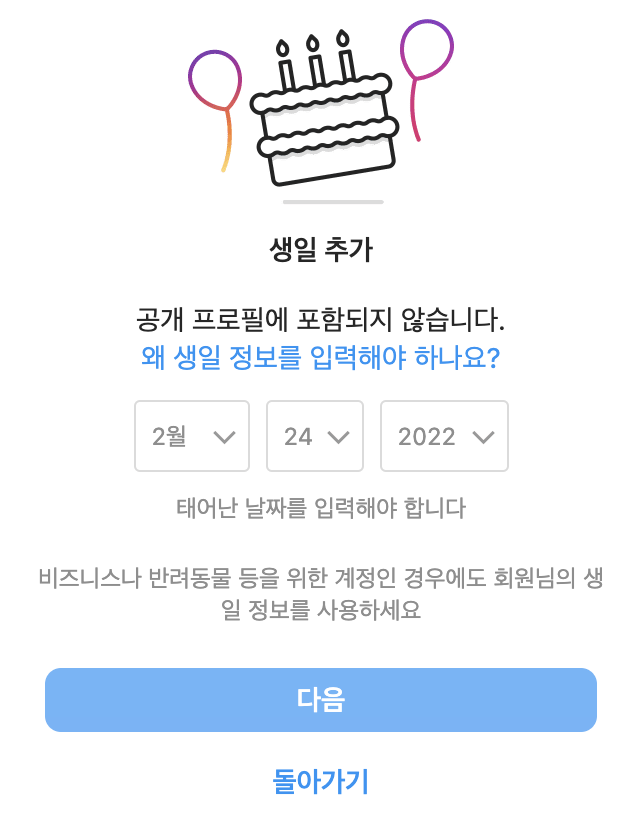 생일 추가
공개 프로필에 포함되지 않습니다.
왜 생일 정보를 입력해야 하나요?
2월 24 2022
태어난 날짜를 입력해야 합니다
비즈니스나 반려동물 등을 위한 계정인 경우에도 회원님의 생
일 정보를 사용하세요
다음
돌아가기